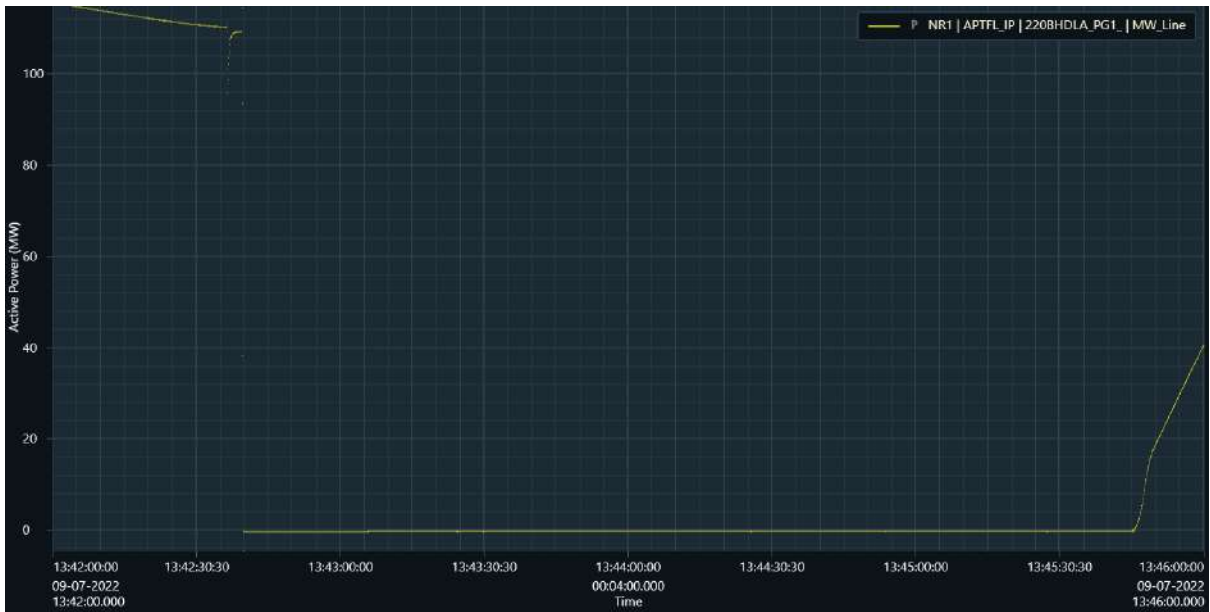 P NR1 | APTFL_IP | 220BHDLA_PG1_ | MW_Line
100
80
60
40
20
0
Active Power (MW)
13:42:00:00 13:42:30:30 13:43:00:00 13:43:30:30 13:44:00:00 13:44:30:30 13:45:00:00 13:45:30:30 13:46:00:00
09-07-2022 00:04:00.000 09-07-2022
13:42:00.000 Time 13:46:00.000